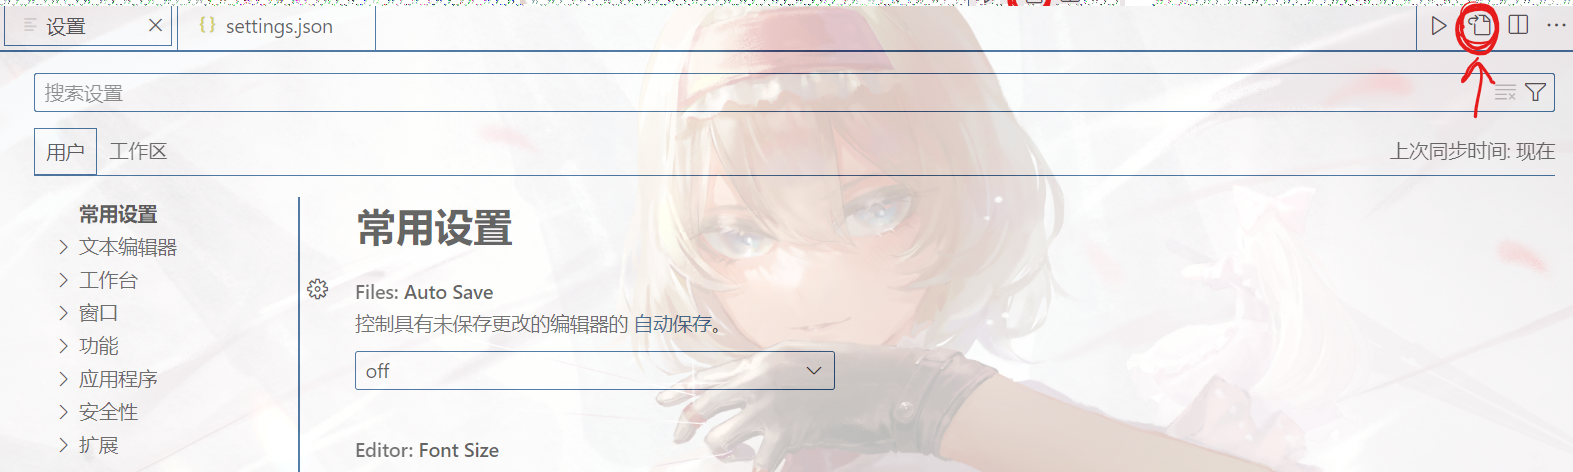 设置 settings.json
搜索设置
用户 工作区 上次同步时间: 现在
常用设置
文本编辑器
工作台
窗口
功能
应用程序
安全性
扩展
常用设置
Files: Auto Save
控制具有未保存更改的编辑器的 自动保存。
off
Editor: Font Size